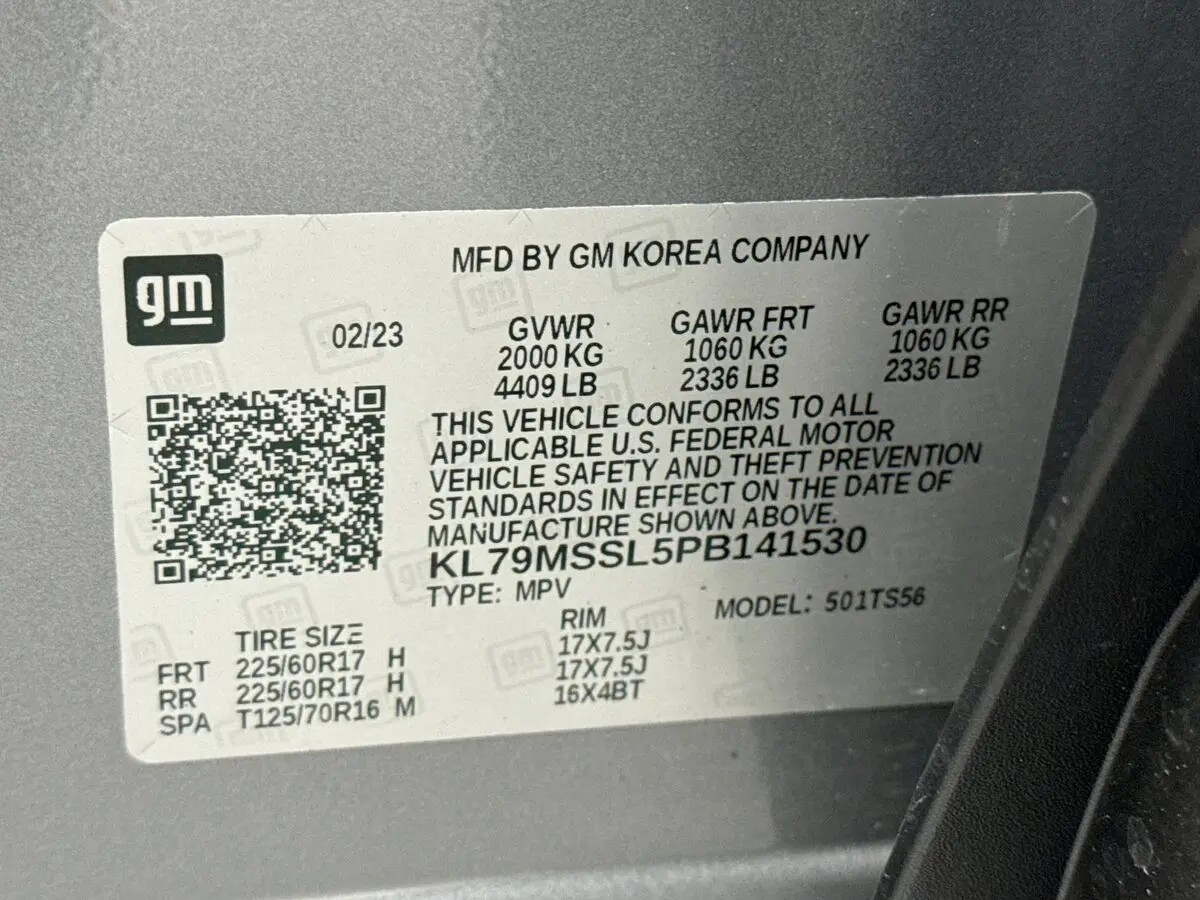 gm
MFD BY GM KOREA COMPANY
02/23
GVWR GAWR FRT GAWR RR
2000 KG 1060 KG 1060 KG
4409 LB 2336 LB 2336 LB
THIS VEHICLE CONFORMS TO ALL
APPLICABLE U.S. FEDERAL MOTOR
VEHICLE SAFETY AND THEFT PREVENTION
STANDARDS IN EFFECT ON THE DATE OF
MANUFACTURE SHOWN ABOVE.
KL79MSSL5PB141530
TYPE: MPV MODEL: 501TS56
TIRE SIZE RIM
FRT 225/60R17 H 17X7.5J
RR 225/60R17 H 17X7.5J
SPA T125/70R16 M 16X4BT